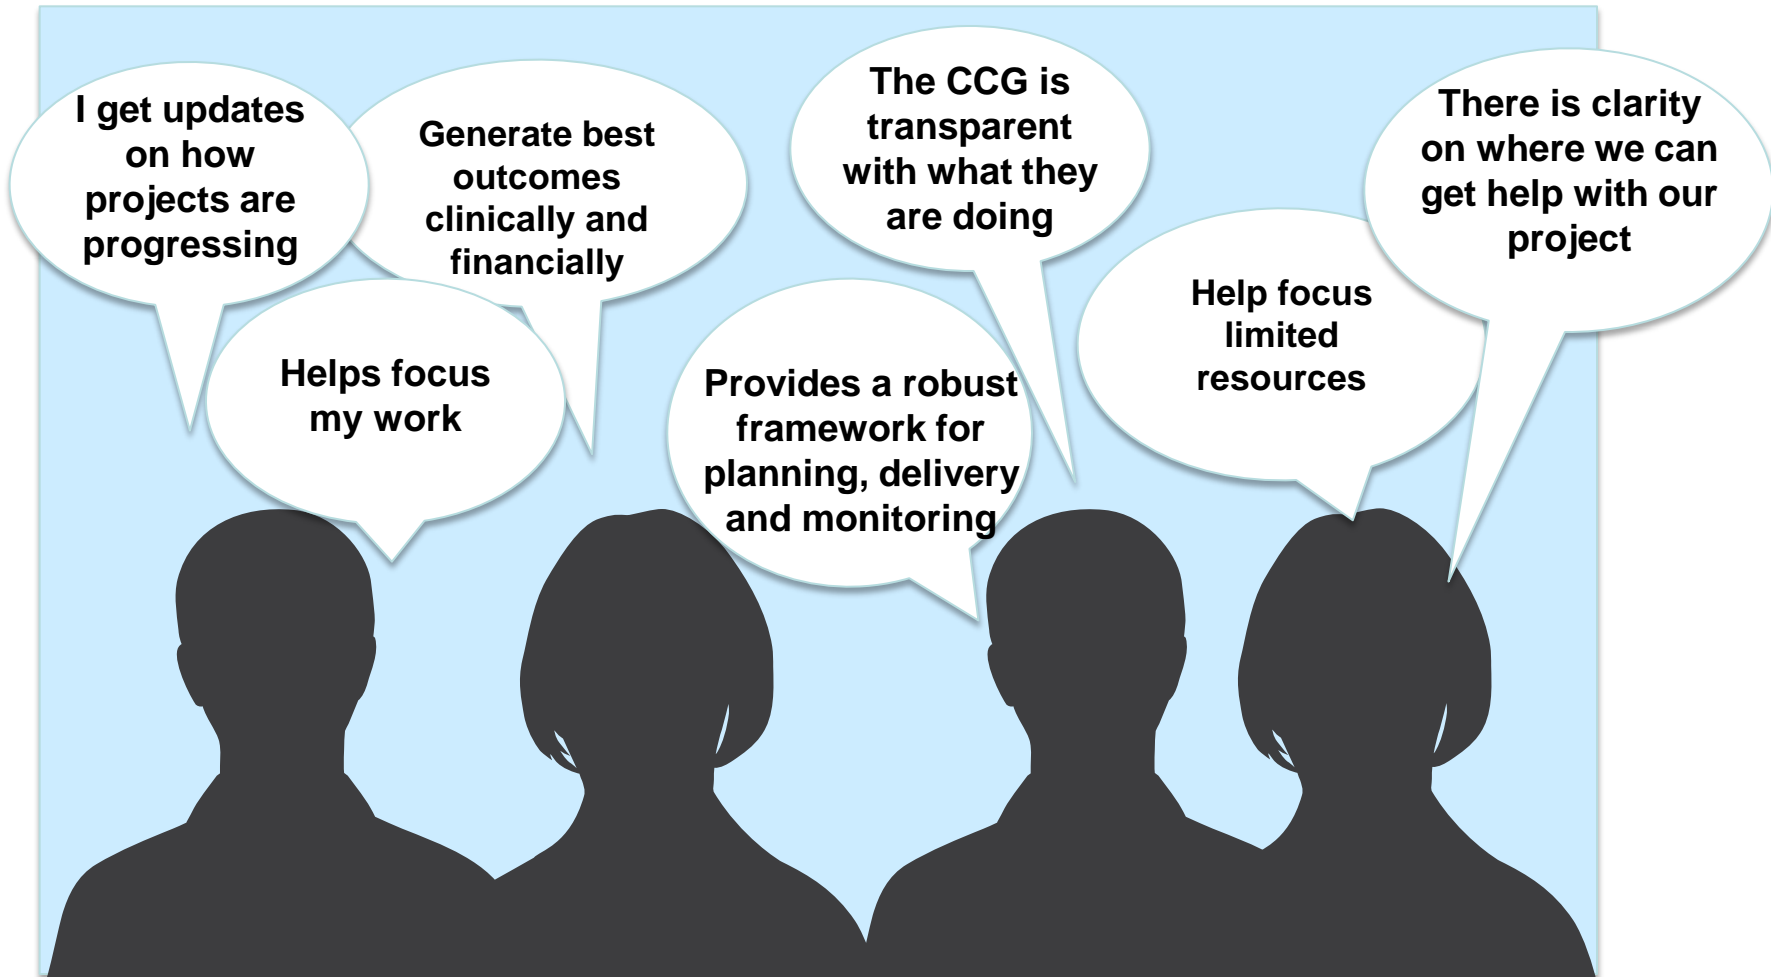 I get updates
on how
projects are
progressing
Generate best
outcomes
clinically and
financially
The CCG is
transparent
with what they
are doing
There is clarity
on where we can
get help with our
project
Helps focus
my work
Provides a robust
framework for
planning, delivery
and monitoring
Help focus
limited
resources